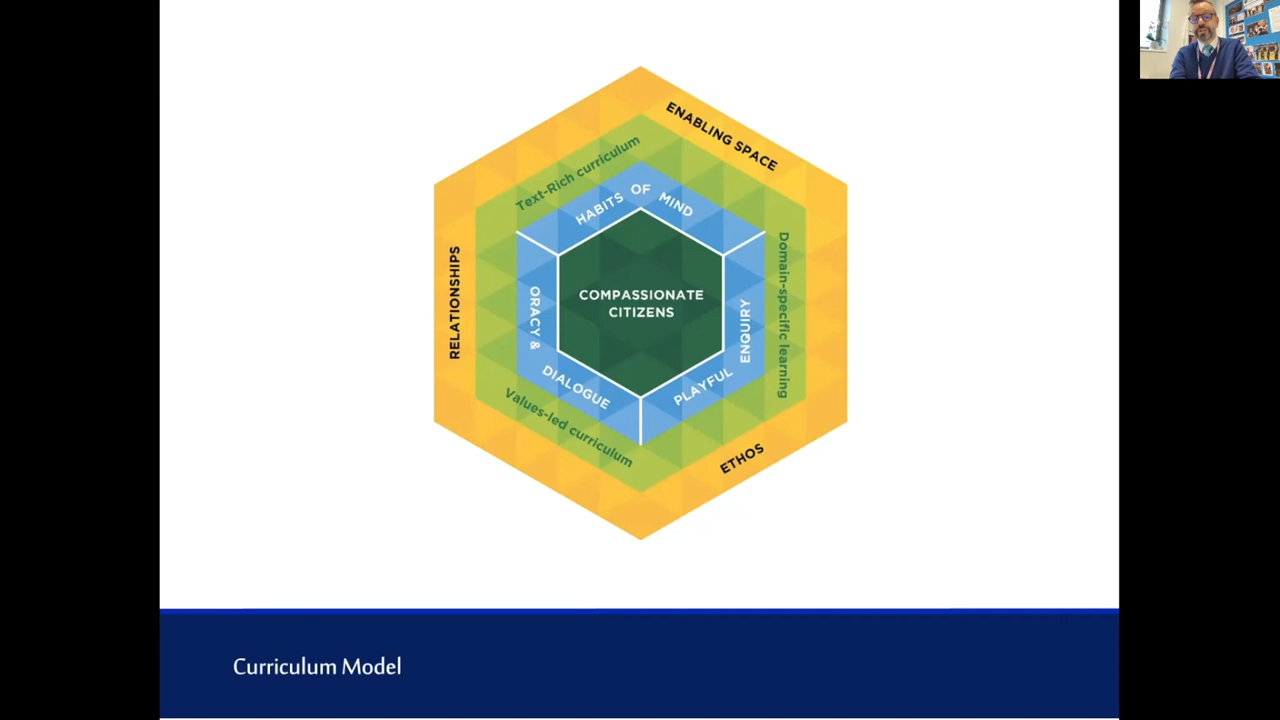 ENABLING SPACE
Text-Rich curriculum
HABITS OF MIND
RELATIONSHIPS
ORACY &
DIALOGUE
COMPASSIONATE
CITIZENS
PLAYFUL
ENQUIRY
Domain-specific learning
Values-led curriculum
ETHOS
Curriculum Model